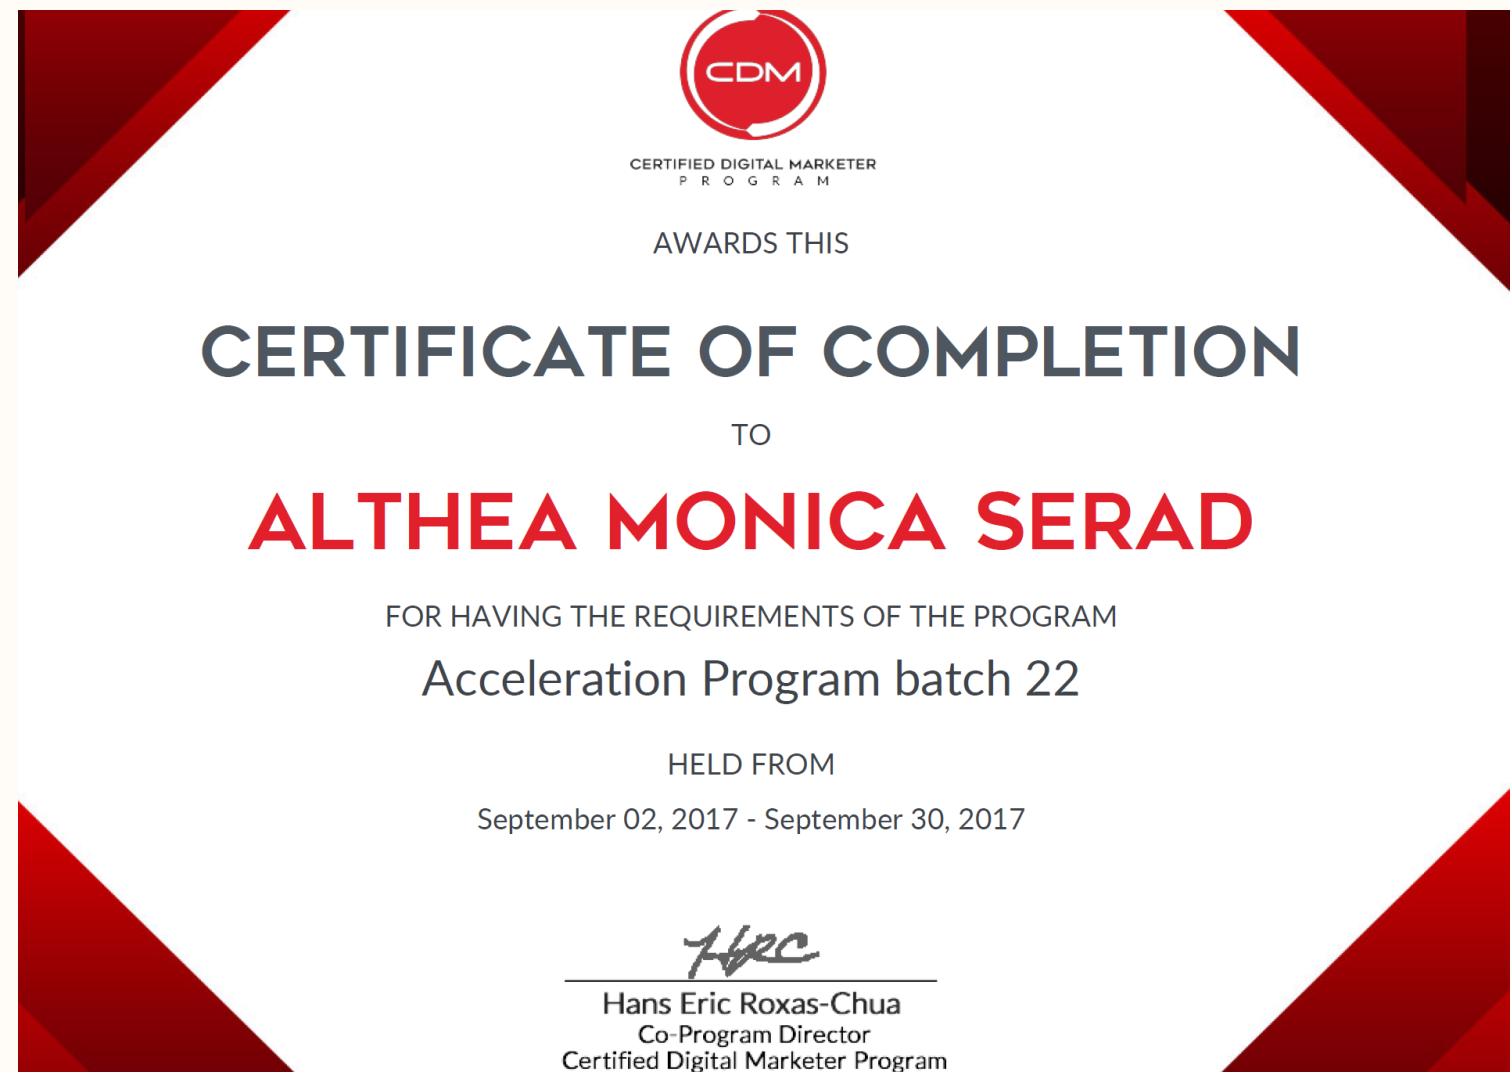 CDM
CERTIFIED DIGITAL MARKETER
PROGRAM
AWARDS THIS
CERTIFICATE OF COMPLETION
TO
ALTHEA MONICA SERAD
FOR HAVING THE REQUIREMENTS OF THE PROGRAM
Acceleration Program batch 22
HELD FROM
September 02, 2017 - September 30, 2017
HRC
Hans Eric Roxas-Chua
Co-Program Director
Certified Digital Marketer Program